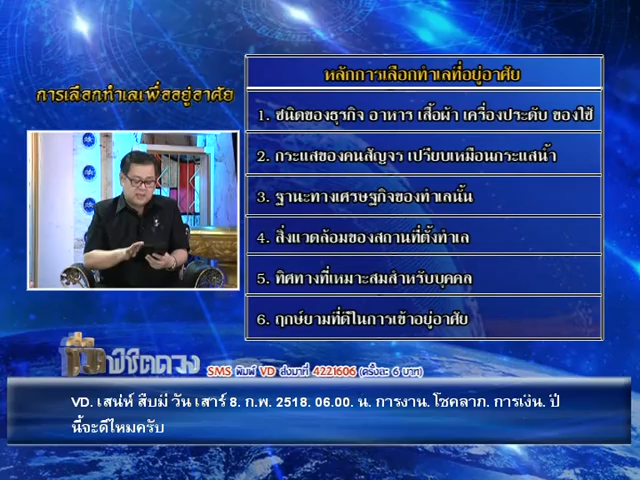 การเลือกทำเลเพื่ออยู่อาศัย
หลักการเลือกทำเลที่อยู่อาศัย
1. ชนิดของธุรกิจ อาหาร เสื้อผ้า เครื่องประดับ ของใช้
2. กระแสของคนสัญจร เปรียบเหมือนกระแสน้ำ
3. ฐานะทางเศรษฐกิจของทำเลนั้น
4. สิ่งแวดล้อมของสถานที่ตั้งทำเล
5. ทิศทางที่เหมาะสมสำหรับบุคคล
6. ฤกษ์ยามที่ดีในการเข้าอยู่อาศัย
พิชิตดวง
SMS พิมพ์ VD ส่งมาที่ 4221606 (ครั้งละ 6 บาท)
VD. เสน่ห์ สืบมี วัน เสาร์ 8. ก.พ. 2518. 06.00. น. การงาน. โชคลาภ. การเงิน. ปี
นี้จะดีไหมครับ